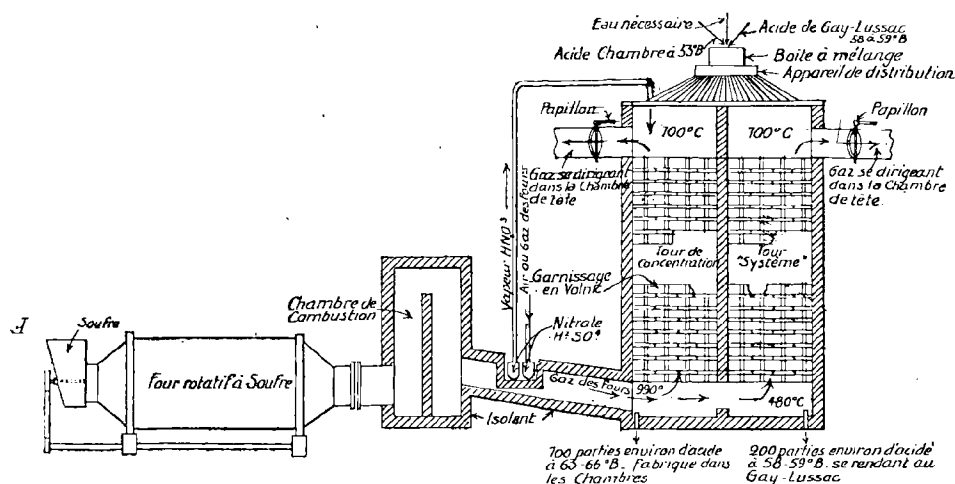 Eau nécessaire
Acide de Gay-Lussac
58 à 59°B
Acide Chambre à 53°B
Boite à mélange
Appareil de distribution
Papillon
Papillon
100°C
100°C
Gaz se dirigeant
dans la Chambre
de tête
Gaz se dirigeant
dans la Chambre
de tête.
Vapeur HNO³
Air ou Gaz des Fours
Tour de
Concentration
Tour
"Système"
Garnissage
en Volvic
Chambre de
Combustion
Soufre
Nitrate
H²SO⁴
Four rotatif à Soufre
Gaz des Fours 990°
480°C
Isolant
100 parties environ d'acide
à 63-66°B. Fabrique dans
les Chambres
200 parties environ d'acide
à 58-59°B. se rendant au
Gay-Lussac